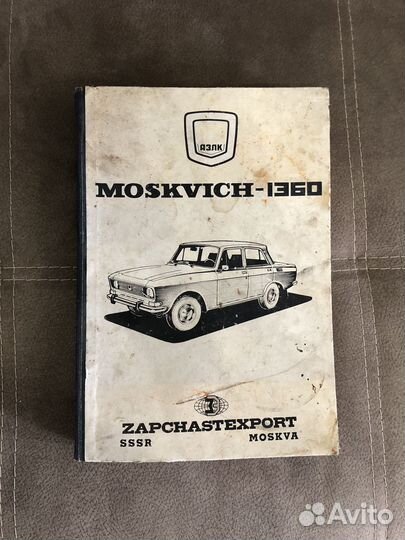 АЗЛК
MOSKVICH-1360
ZAPCHASTEXPORT
SSSR MOSKVA
Avito